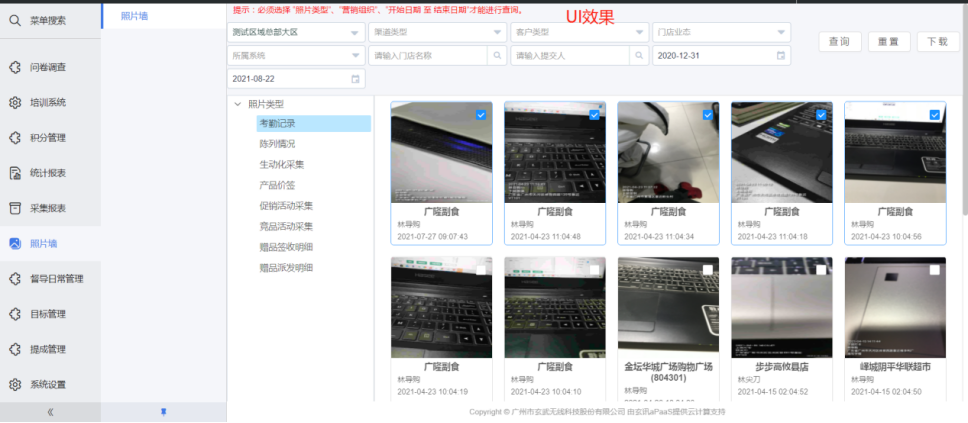 菜单搜索
问卷调查
培训系统
积分管理
统计报表
采集报表
照片墙
督导日常管理
目标管理
提成管理
系统设置
照片墙
提示：必须选择 "照片类型"、"营销组织"、"开始日期 至 结束日期"才能进行查询。
UI效果
测试区域总部大区 渠道类型 客户类型 门店业态
查询 重置 下载
所属系统 请输入门店名称 请输入提交人 2020-12-31
2021-08-22
照片类型
考勤记录
陈列情况
生动化采集
产品价签
促销活动采集
竞品活动采集
赠品签收明细
赠品派发明细
广隆副食 广隆副食 广隆副食 广隆副食 广隆副食
林导购 林导购 林导购 林导购 林导购
2021-07-27 09:07:43 2021-04-23 11:04:48 2021-04-23 11:04:34 2021-04-23 11:04:18 2021-04-23 10:04:56
广隆副食 广隆副食 金坛华城广场购物广场 步步高攸县店 峄城阴平华联超市
(804301)
林导购 林导购 林导购 林尖刀 林导购
2021-04-23 10:04:19 2021-04-23 10:04:10 2021-04-15 02:04:52 2021-04-15 02:04:50
Copyright © 广州市玄武无线科技股份有限公司 由玄讯aPaaS提供云计算支持